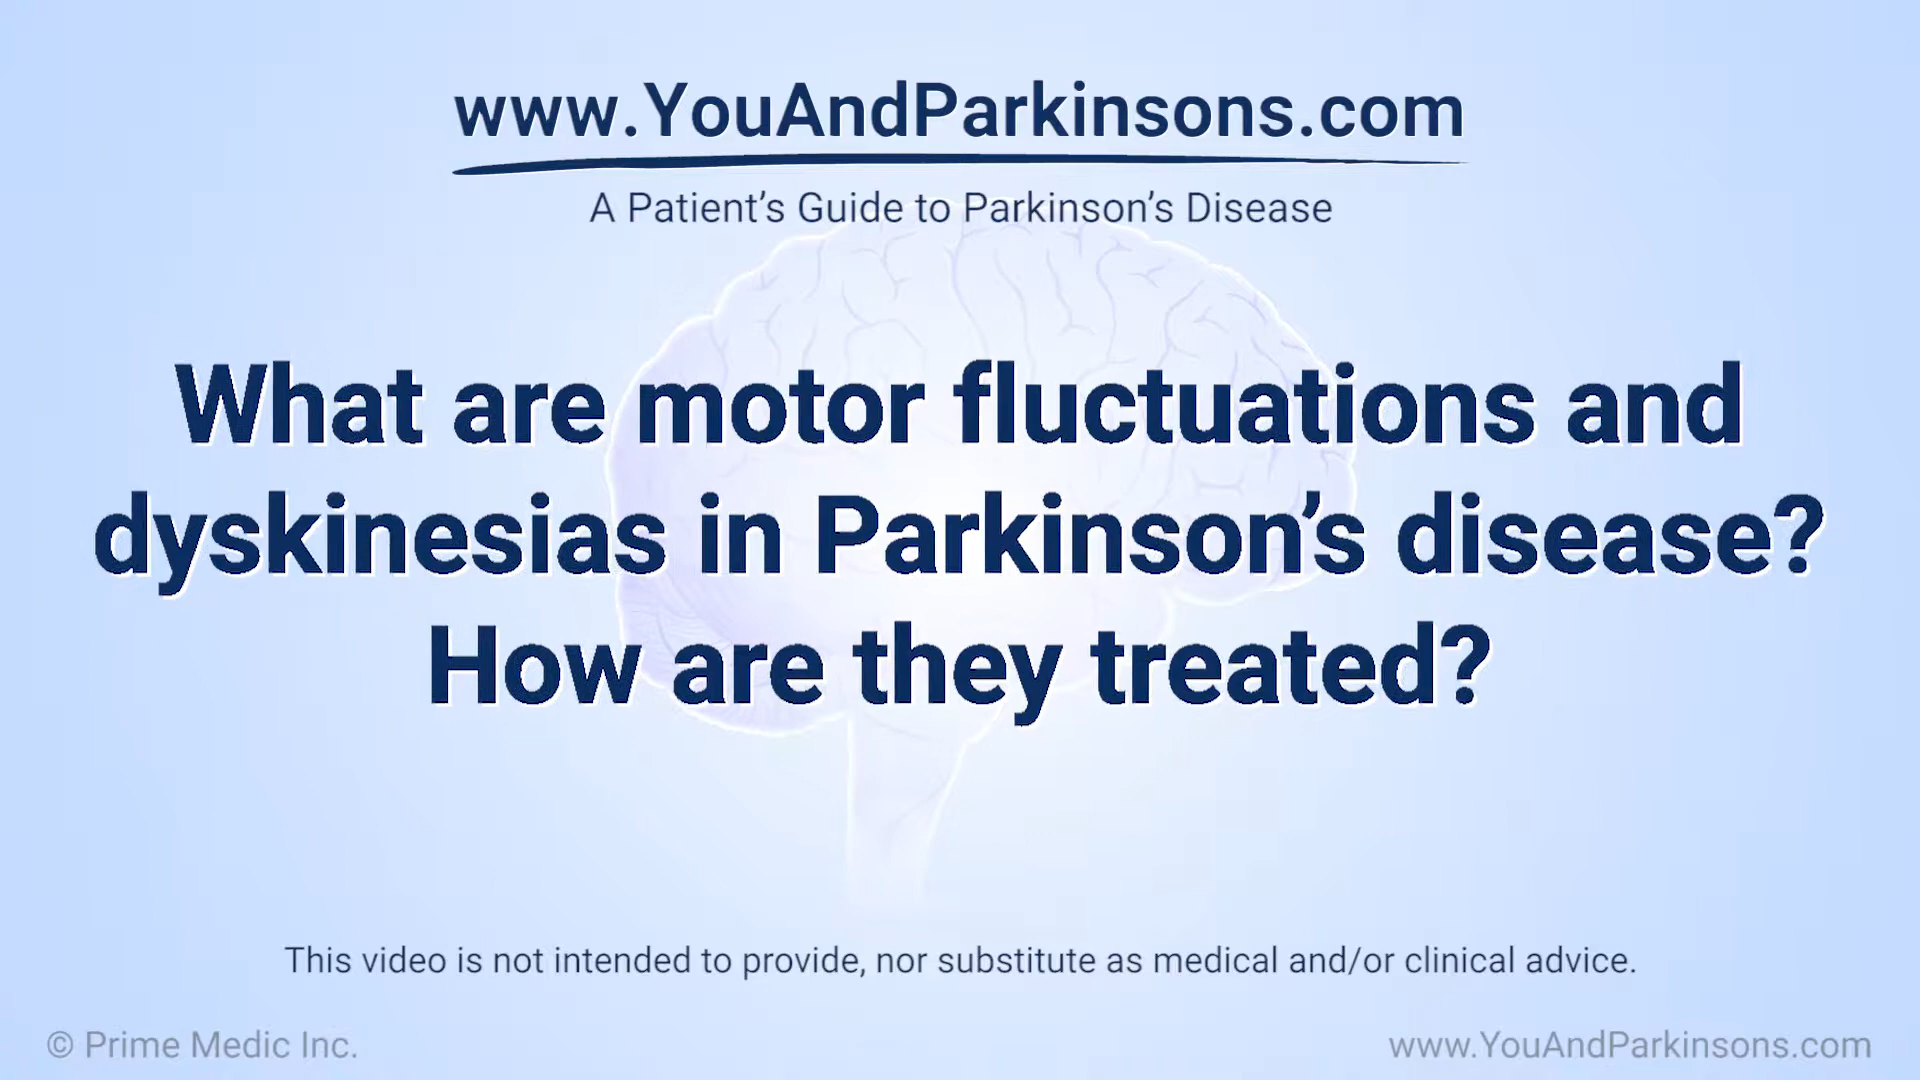 www.YouAndParkinsons.com
A Patient’s Guide to Parkinson’s Disease
What are motor fluctuations and
dyskinesias in Parkinson’s disease?
How are they treated?
This video is not intended to provide, nor substitute as medical and/or clinical advice.
© Prime Medic Inc.
www.YouAndParkinsons.com